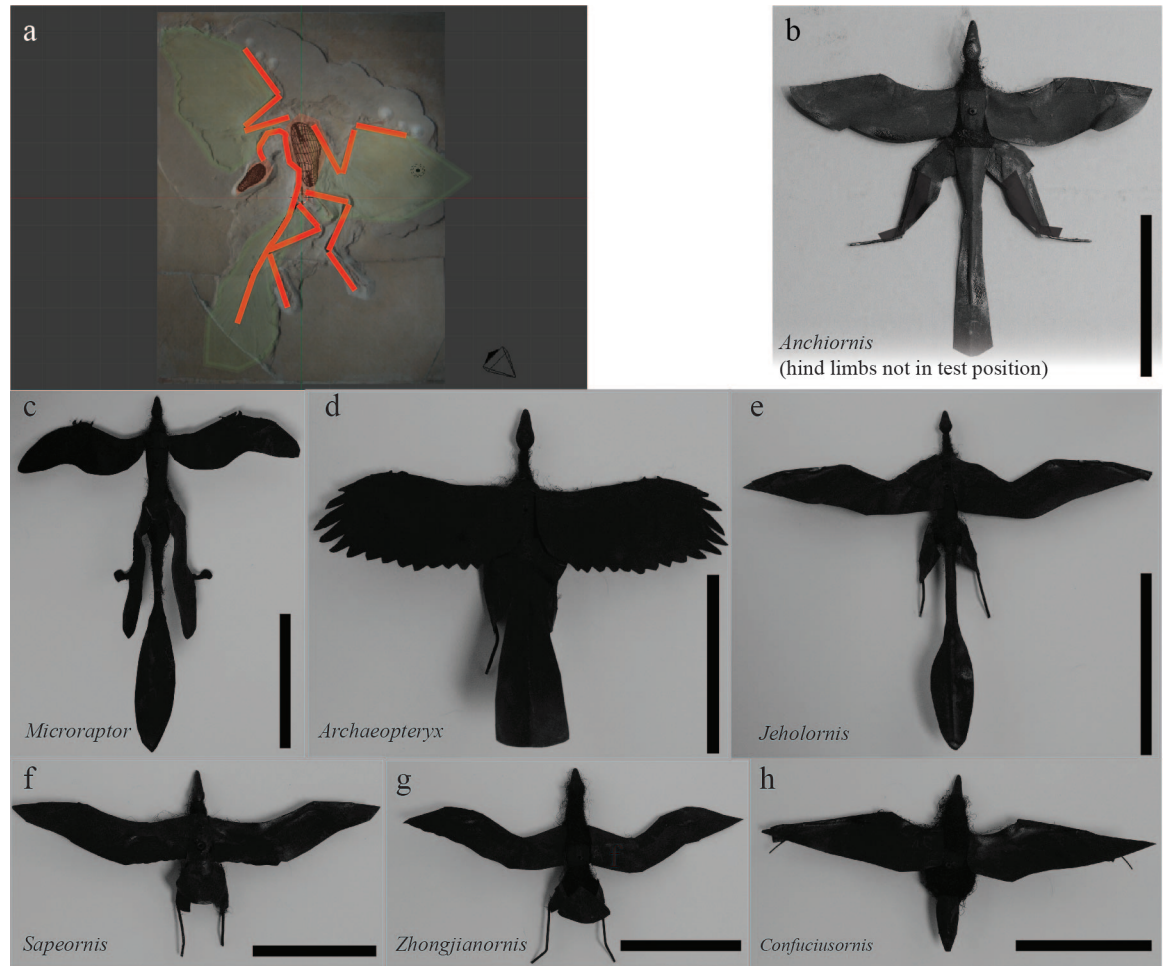 a
b
Anchiornis
(hind limbs not in test position)
c
d
e
Microraptor
Archaeopteryx
Jeholornis
f
g
h
Sapeornis
Zhongjianornis
Confuciusornis